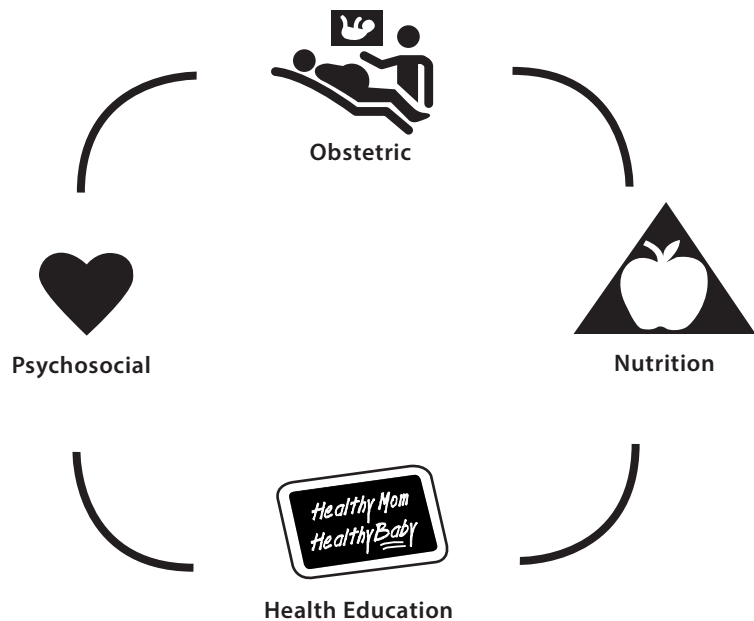 Obstetric
Psychosocial
Nutrition
Healthy Mom
Healthy Baby
Health Education